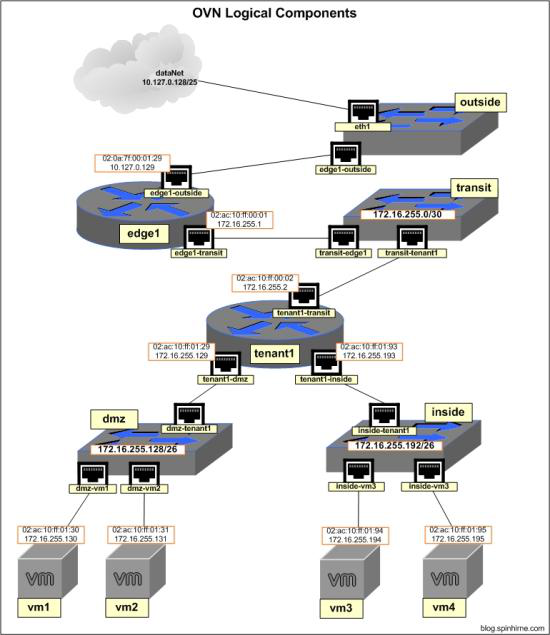 OVN Logical Components
dataNet
10.127.0.128/25
outside
eth1
edge1-outside
02:0a:7f:00:01:29
10.127.0.129
edge1-outside
transit
172.16.255.0/30
02:ac:10:ff:00:01
172.16.255.1
edge1
edge1-transit
transit-edge1
transit-tenant1
02:ac:10:ff:00:02
172.16.255.2
tenant1-transit
02:ac:10:ff:01:29
172.16.255.129
tenant1
02:ac:10:ff:01:93
172.16.255.193
tenant1-dmz
tenant1-inside
dmz
dmz-tenant1
172.16.255.128/26
inside
inside-tenant1
172.16.255.192/26
dmz-vm1
dmz-vm2
inside-vm3
inside-vm3
02:ac:10:ff:01:30
172.16.255.130
02:ac:10:ff:01:31
172.16.255.131
02:ac:10:ff:01:94
172.16.255.194
02:ac:10:ff:01:95
172.16.255.195
vm
vm
vm
vm
vm1
vm2
vm3
vm4
blog.spinhirne.com